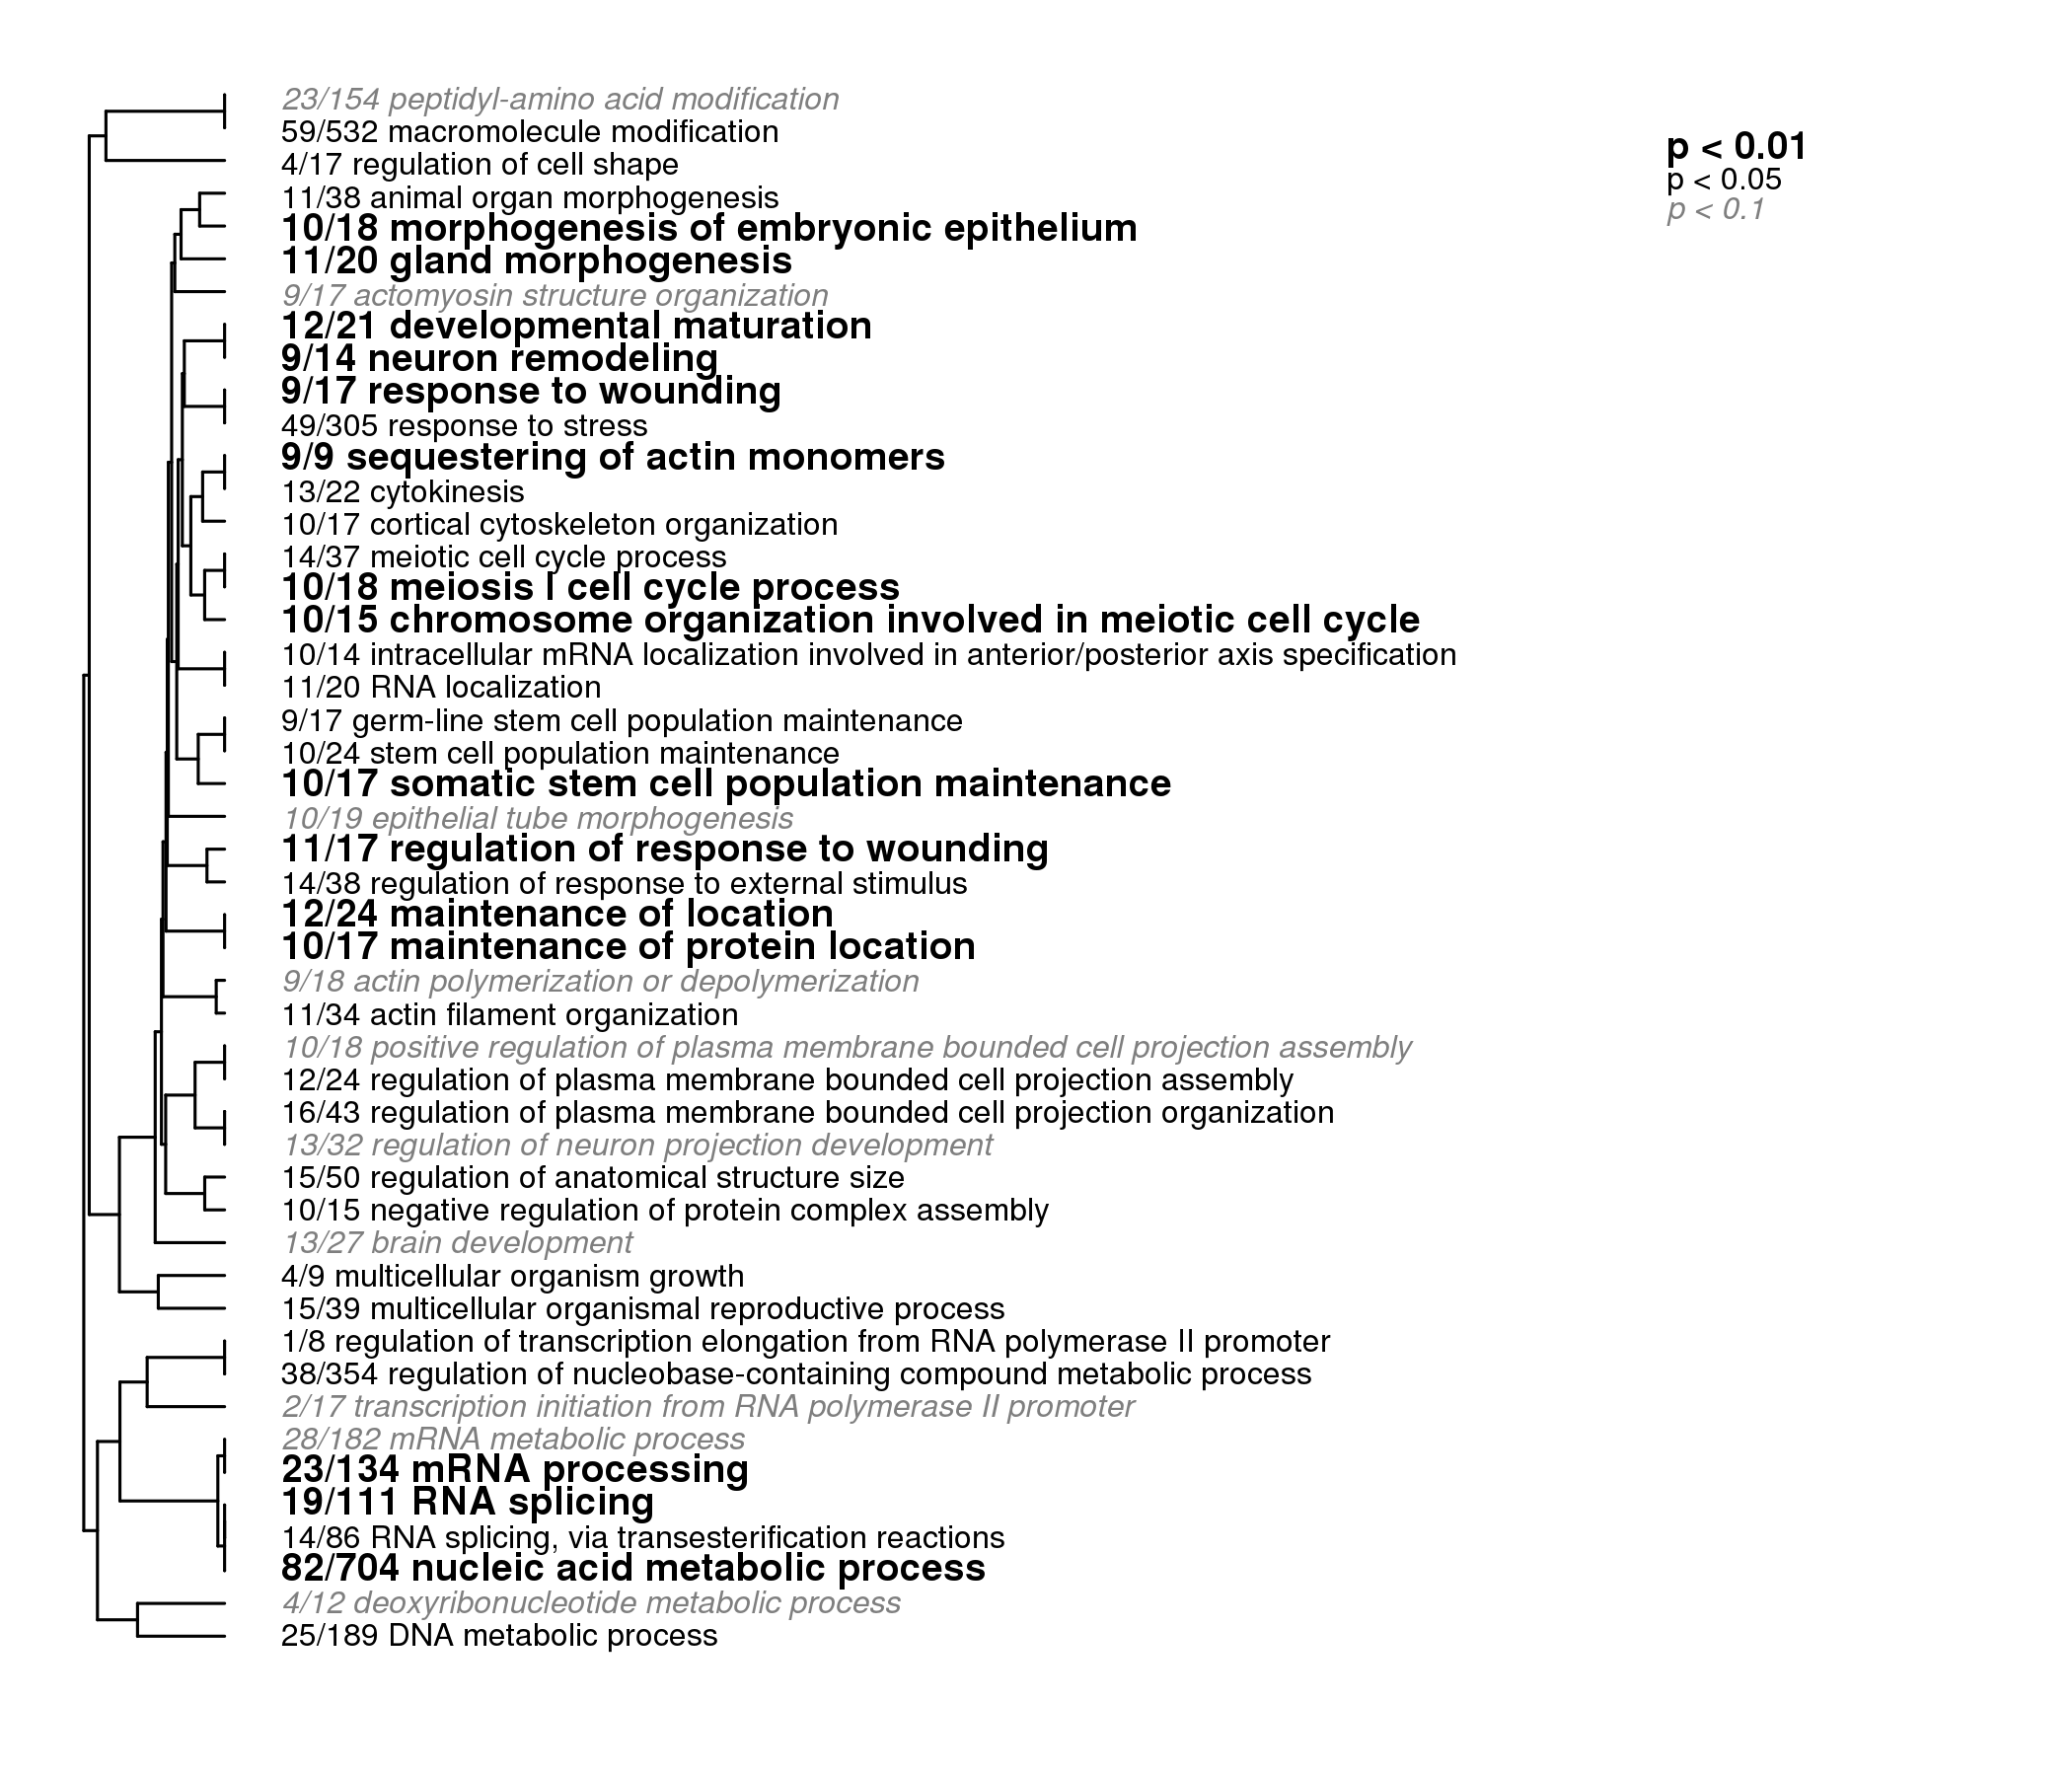 23/154 peptidyl-amino acid modification
59/532 macromolecule modification
4/17 regulation of cell shape
11/38 animal organ morphogenesis
10/18 morphogenesis of embryonic epithelium
11/20 gland morphogenesis
9/17 actomyosin structure organization
12/21 developmental maturation
9/14 neuron remodeling
9/17 response to wounding
49/305 response to stress
9/9 sequestering of actin monomers
13/22 cytokinesis
10/17 cortical cytoskeleton organization
14/37 meiotic cell cycle process
10/18 meiosis I cell cycle process
10/15 chromosome organization involved in meiotic cell cycle
10/14 intracellular mRNA localization involved in anterior/posterior axis specification
11/20 RNA localization
9/17 germ-line stem cell population maintenance
10/24 stem cell population maintenance
10/17 somatic stem cell population maintenance
10/19 epithelial tube morphogenesis
11/17 regulation of response to wounding
14/38 regulation of response to external stimulus
12/24 maintenance of location
10/17 maintenance of protein location
9/18 actin polymerization or depolymerization
11/34 actin filament organization
10/18 positive regulation of plasma membrane bounded cell projection assembly
12/24 regulation of plasma membrane bounded cell projection assembly
16/43 regulation of plasma membrane bounded cell projection organization
13/32 regulation of neuron projection development
15/50 regulation of anatomical structure size
10/15 negative regulation of protein complex assembly
13/27 brain development
4/9 multicellular organism growth
15/39 multicellular organismal reproductive process
1/8 regulation of transcription elongation from RNA polymerase II promoter
38/354 regulation of nucleobase-containing compound metabolic process
2/17 transcription initiation from RNA polymerase II promoter
28/182 mRNA metabolic process
23/134 mRNA processing
19/111 RNA splicing
14/86 RNA splicing, via transesterification reactions
82/704 nucleic acid metabolic process
4/12 deoxyribonucleotide metabolic process
25/189 DNA metabolic process
p < 0.01
p < 0.05
p < 0.1